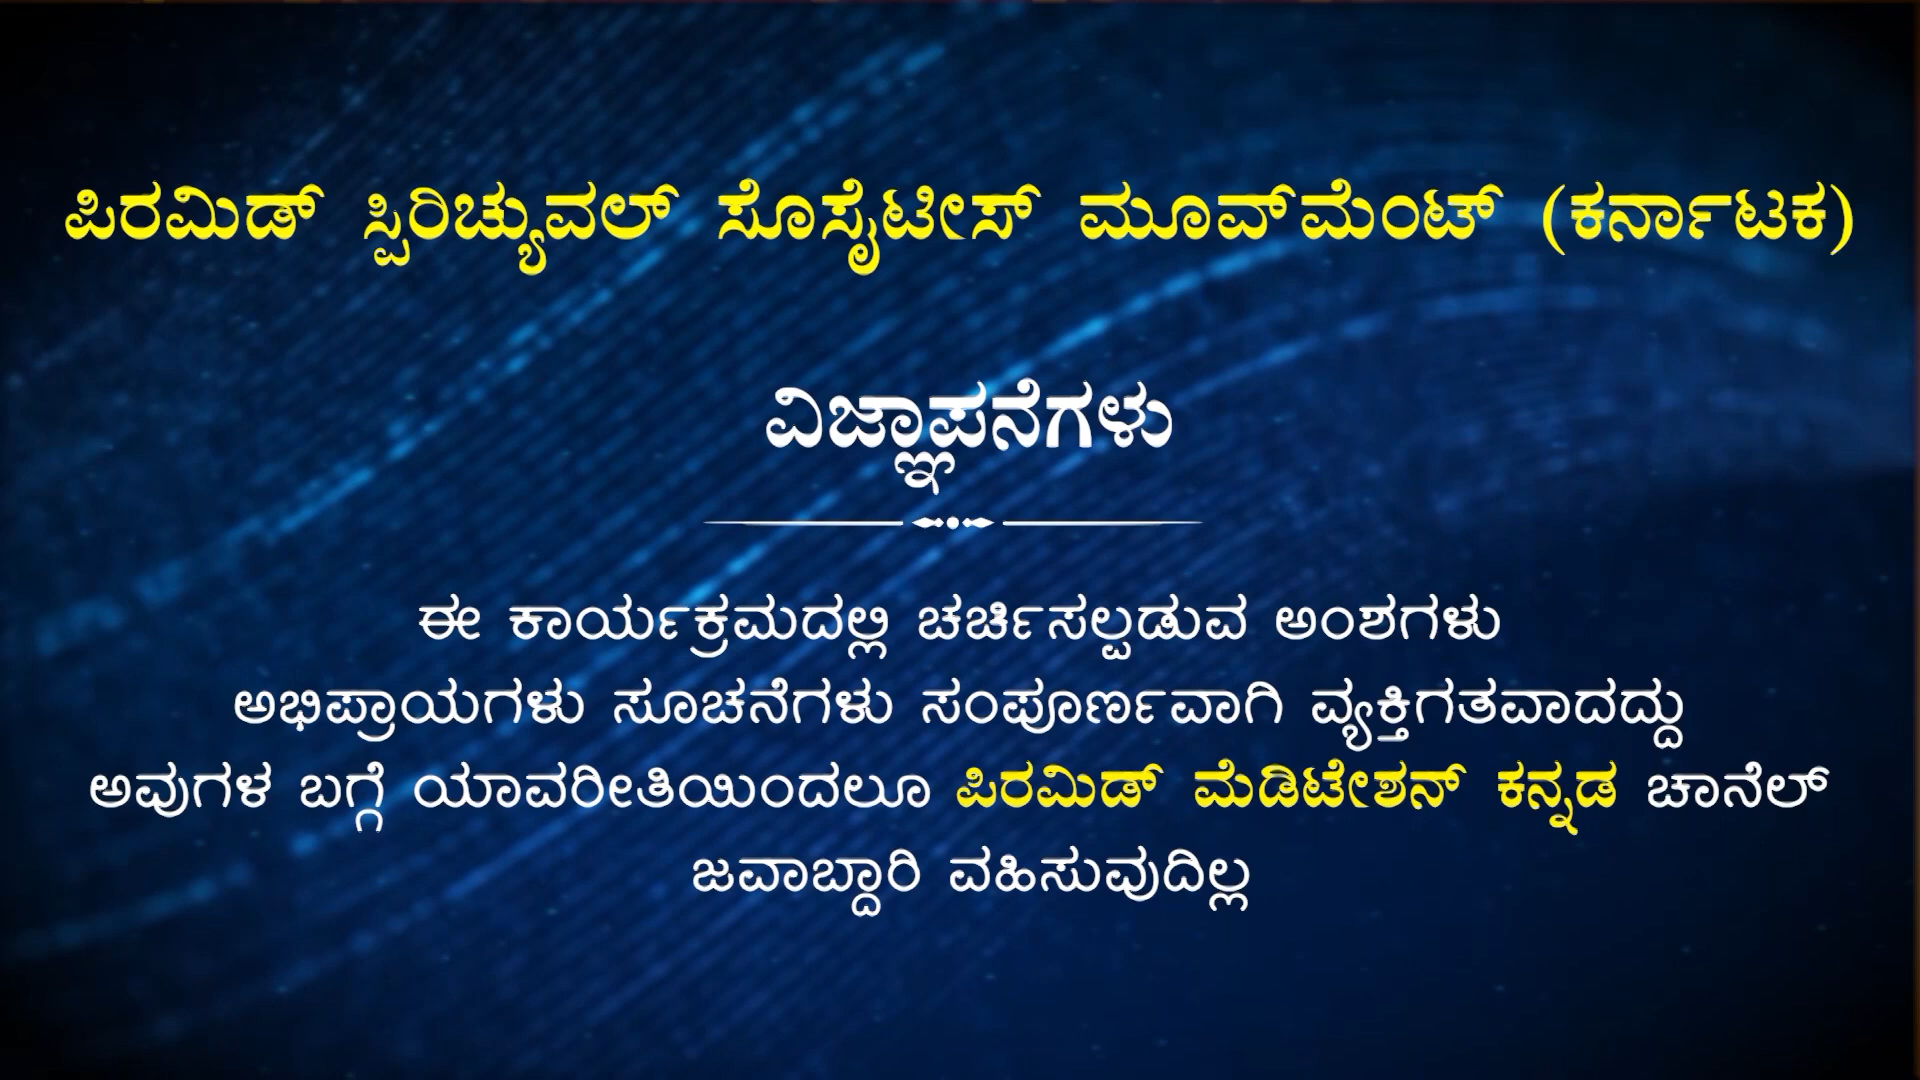 ಪಿರಮಿಡ್ ಸ್ಪಿರಿಚ್ಯುವಲ್ ಸೊಸೈಟೀಸ್ ಮೂವ್‌ಮೆಂಟ್ (ಕರ್ನಾಟಕ)
ವಿಜ್ಞಾಪನೆಗಳು
ಈ ಕಾರ್ಯಕ್ರಮದಲ್ಲಿ ಚರ್ಚಿಸಲ್ಪಡುವ ಅಂಶಗಳು
ಅಭಿಪ್ರಾಯಗಳು ಸೂಚನೆಗಳು ಸಂಪೂರ್ಣವಾಗಿ ವ್ಯಕ್ತಿಗತವಾದದ್ದು
ಅವುಗಳ ಬಗ್ಗೆ ಯಾವರೀತಿಯಿಂದಲೂ ಪಿರಮಿಡ್ ಮೆಡಿಟೇಶನ್ ಕನ್ನಡ ಚಾನೆಲ್
ಜವಾಬ್ದಾರಿ ವಹಿಸುವುದಿಲ್ಲ